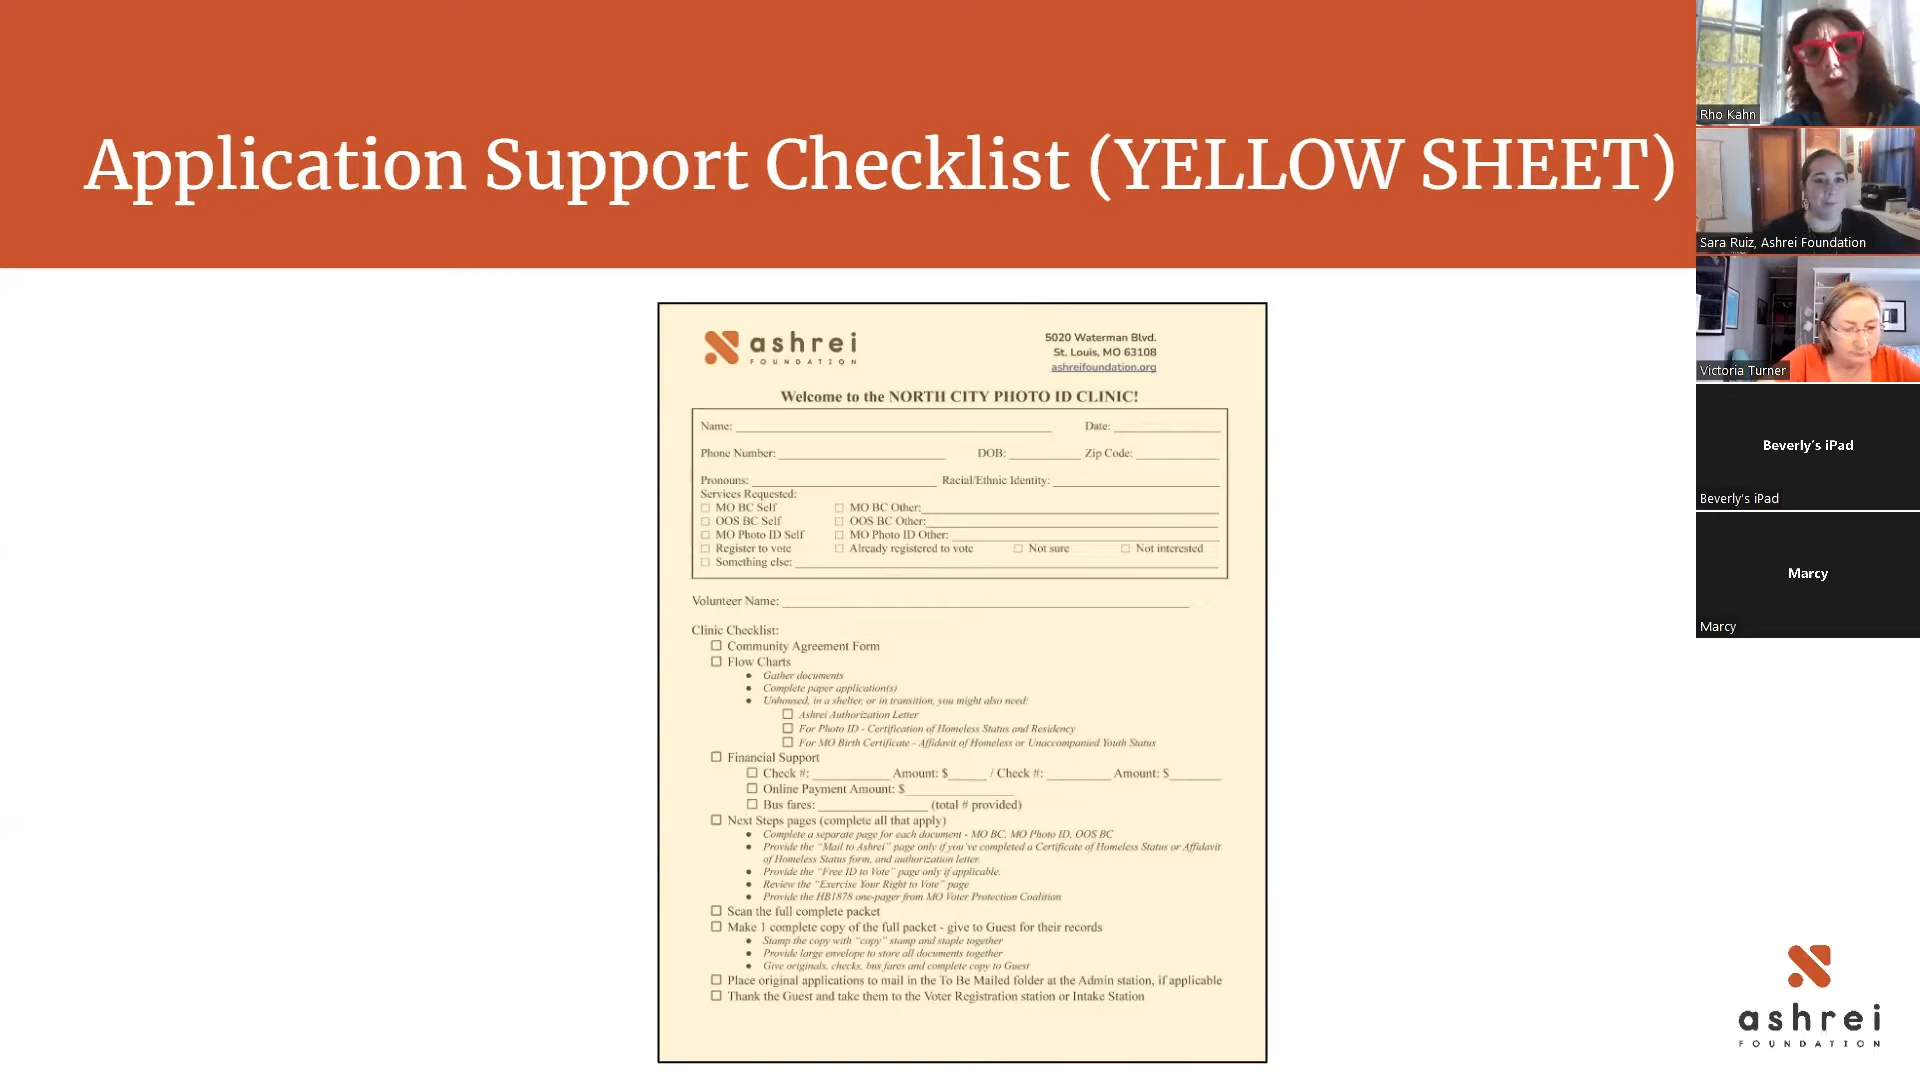 Application Support Checklist (YELLOW SHEET)
ashrei
FOUNDATION
5020 Waterman Blvd.
St. Louis, MO 63108
ashreifoundation.org
Welcome to the NORTH CITY PHOTO ID CLINIC!
Name: Date:
Phone Number: DOB: Zip Code:
Pronouns: Racial/Ethnic Identity:
Services Requested:
MO BC Self MO BC Other:
OOS BC Self OOS BC Other:
MO Photo ID Self MO Photo ID Other:
Register to vote Already registered to vote Not sure Not interested
Something else:
Volunteer Name:
Clinic Checklist:
Community Agreement Form
Flow Charts
Gather documents
Complete paper application(s)
Unhoused, in a shelter, or in transition, you might also need:
Ashrei Authorization Letter
For Photo ID - Certification of Homeless Status and Residency
For MO Birth Certificate - Affidavit of Homeless or Unaccompanied Youth Status
Financial Support
Check #: Amount: $ / Check #: Amount: $
Online Payment Amount: $
Bus fares: (total # provided)
Next Steps pages (complete all that apply)
Complete a separate page for each document - MO BC, MO Photo ID, OOS BC
Provide the “Mail to Ashrei” page only if you’ve completed a Certificate of Homeless Status or Affidavit
of Homeless Status form, and authorization letter.
Provide the “Free ID to Vote” page only if applicable.
Review the “Exercise Your Right to Vote” page
Provide the HB1878 one-pager from MO Voter Protection Coalition
Scan the full complete packet
Make 1 complete copy of the full packet - give to Guest for their records
Stamp the copy with “copy” stamp and staple together
Provide large envelope to store all documents together
Give originals, checks, bus fares and complete copy to Guest
Place original applications to mail in the To Be Mailed folder at the Admin station, if applicable
Thank the Guest and take them to the Voter Registration station or Intake Station
Rho Kahn
Sara Ruiz, Ashrei Foundation
Victoria Turner
Beverly's iPad
Beverly's iPad
Marcy
Marcy
ashrei
FOUNDATION